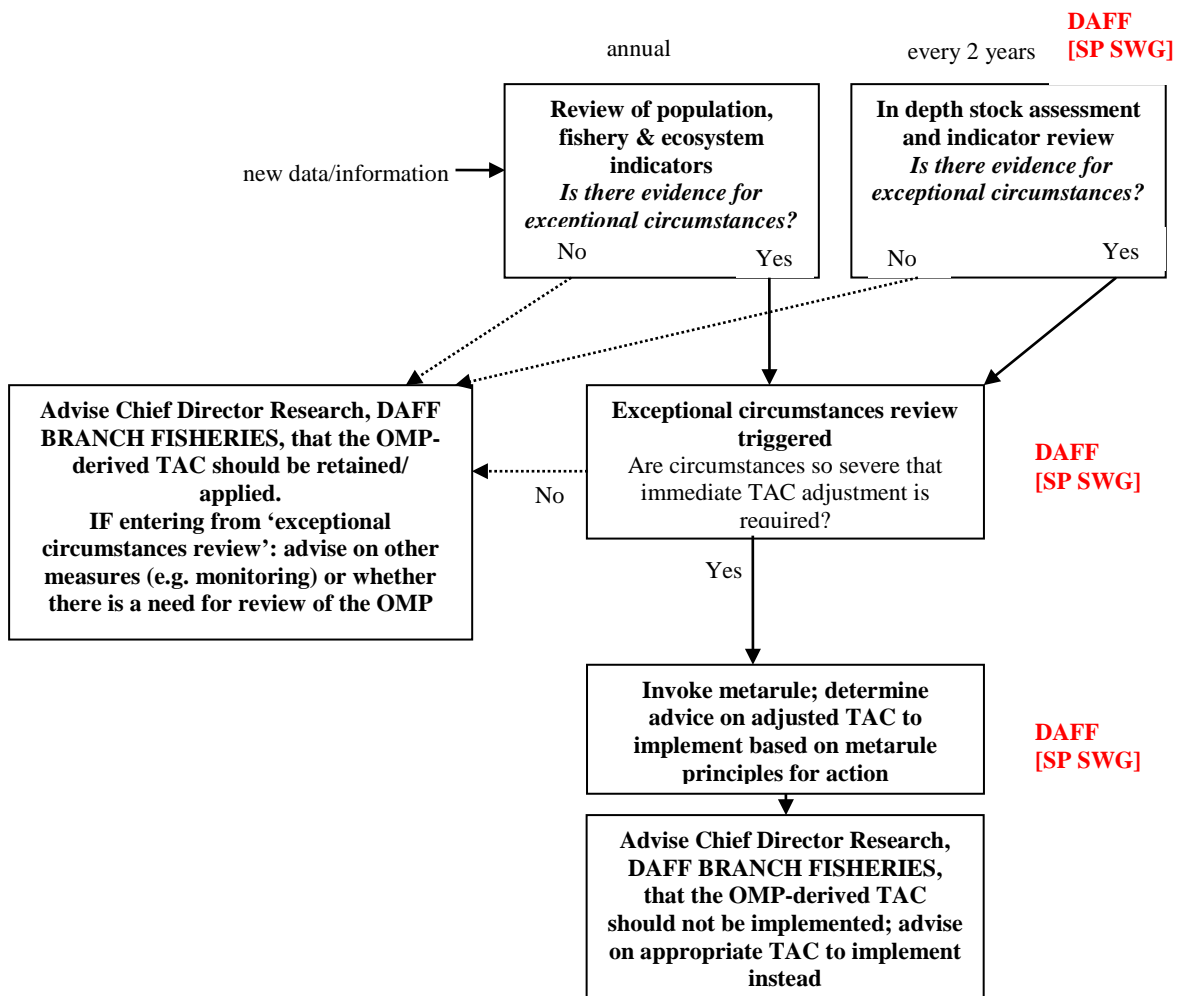 DAFF
[SP SWG]
annual
every 2 years
Review of population,
fishery & ecosystem
indicators
Is there evidence for
exceptional circumstances?
No
Yes
In depth stock assessment
and indicator review
Is there evidence for
exceptional circumstances?
No
Yes
new data/information
Advise Chief Director Research, DAFF
BRANCH FISHERIES, that the OMP-
derived TAC should be retained/
applied.
IF entering from ‘exceptional
circumstances review’: advise on other
measures (e.g. monitoring) or whether
there is a need for review of the OMP
Exceptional circumstances review
triggered
Are circumstances so severe that
immediate TAC adjustment is
required?
No
Yes
DAFF
[SP SWG]
Invoke metarule; determine
advice on adjusted TAC to
implement based on metarule
principles for action
DAFF
[SP SWG]
Advise Chief Director Research,
DAFF BRANCH FISHERIES,
that the OMP-derived TAC
should not be implemented; advise
on appropriate TAC to implement
instead